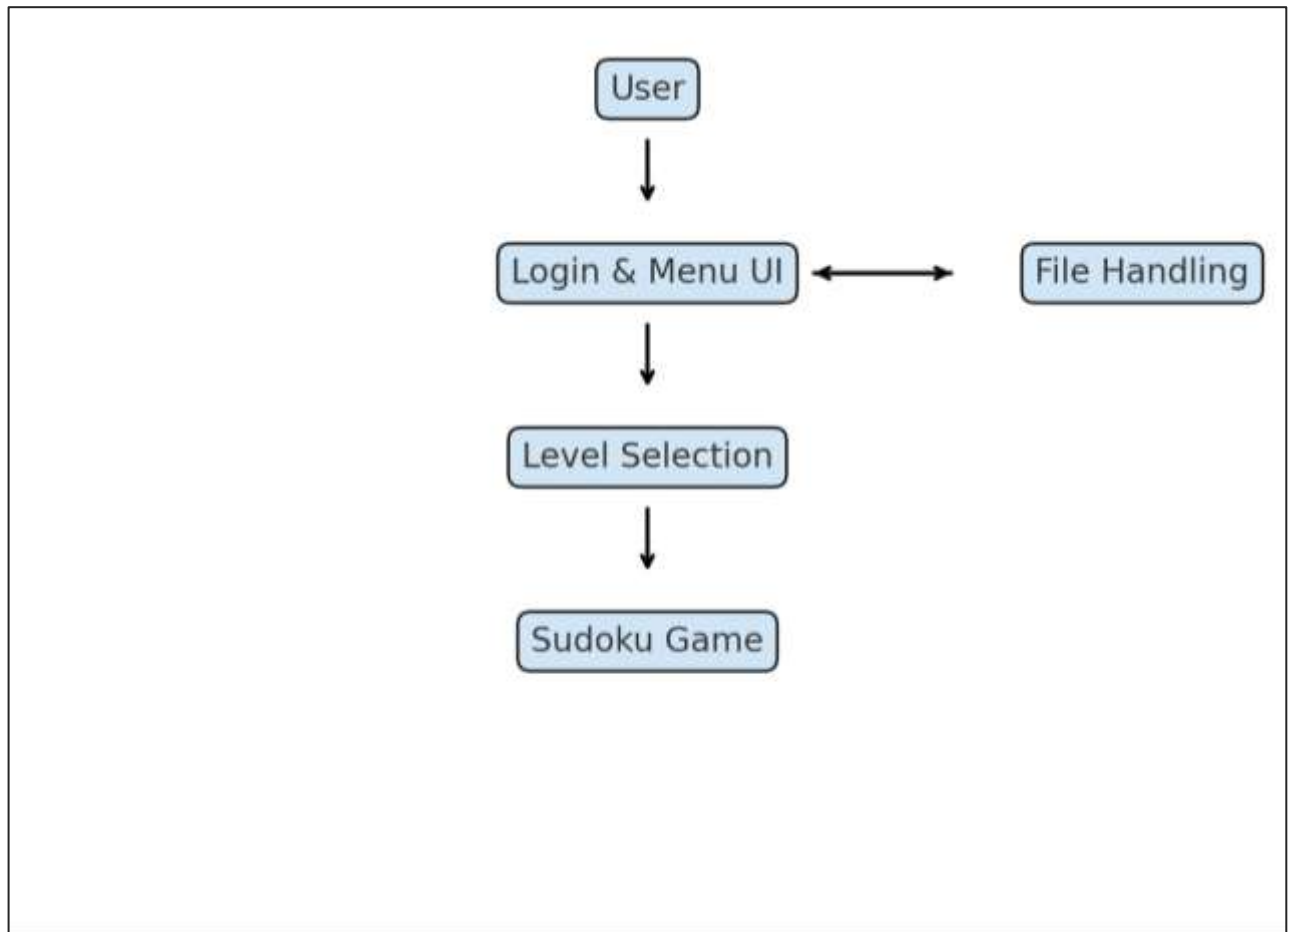 User
Login & Menu UI
File Handling
Level Selection
Sudoku Game